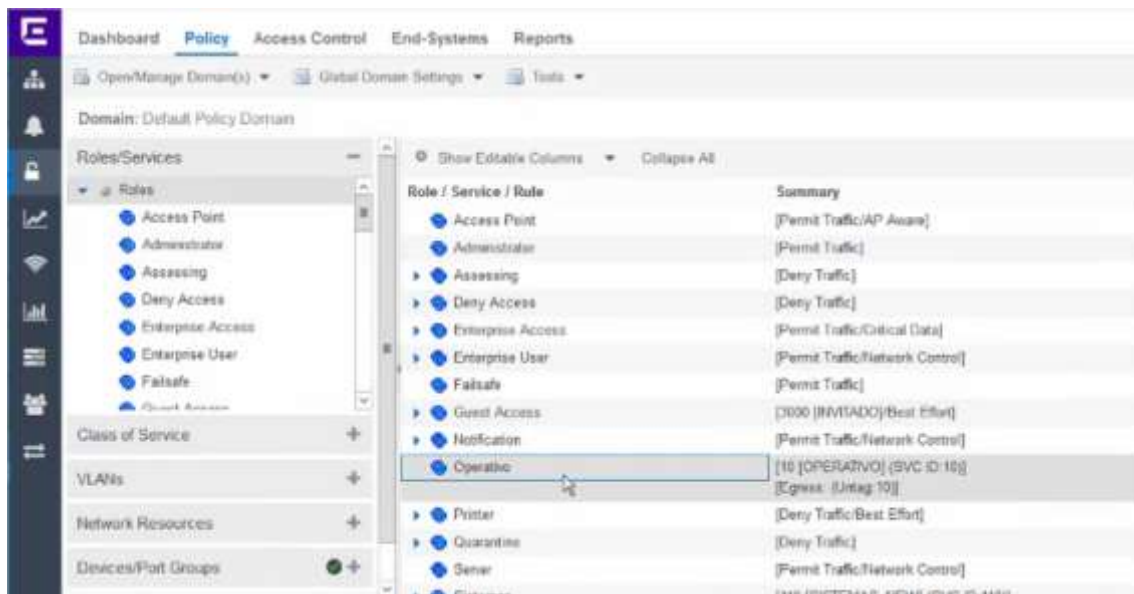 Dashboard Policy Access Control End-Systems Reports
Open/Manage Domain(s) Global Domain Settings Tools
Domain: Default Policy Domain
Roles/Services
Roles
Access Point
Administrator
Assessing
Deny Access
Enterprise Access
Enterprise User
Failsafe
Guest Access
Class of Service
VLANs
Network Resources
Devices/Port Groups
Show Editable Columns Collapse All
Role / Service / Rule Summary
Access Point [Permit Traffic/AP Aware]
Administrator [Permit Traffic]
Assessing [Deny Traffic]
Deny Access [Deny Traffic]
Enterprise Access [Permit Traffic/Critical Data]
Enterprise User [Permit Traffic/Network Control]
Failsafe [Permit Traffic]
Guest Access [3000 [INVITADO]/Best Effort]
Notification [Permit Traffic/Network Control]
Operativo [10 [OPERATIVO] (SVC ID:10)]
[Egress: (Untag:10)]
Printer [Deny Traffic/Best Effort]
Quarantine [Deny Traffic]
Server [Permit Traffic/Network Control]